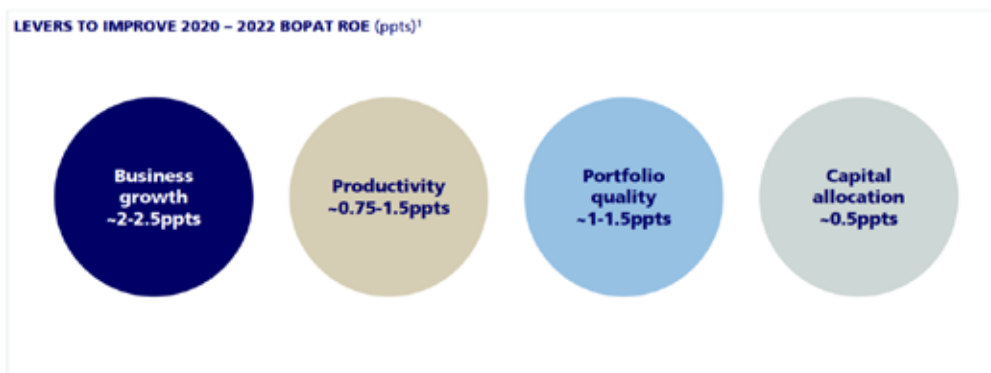 LEVERS TO IMPROVE 2020 – 2022 BOPAT ROE (ppts)¹
Business
growth
~2-2.5ppts
Productivity
~0.75-1.5ppts
Portfolio
quality
~1-1.5ppts
Capital
allocation
~0.5ppts